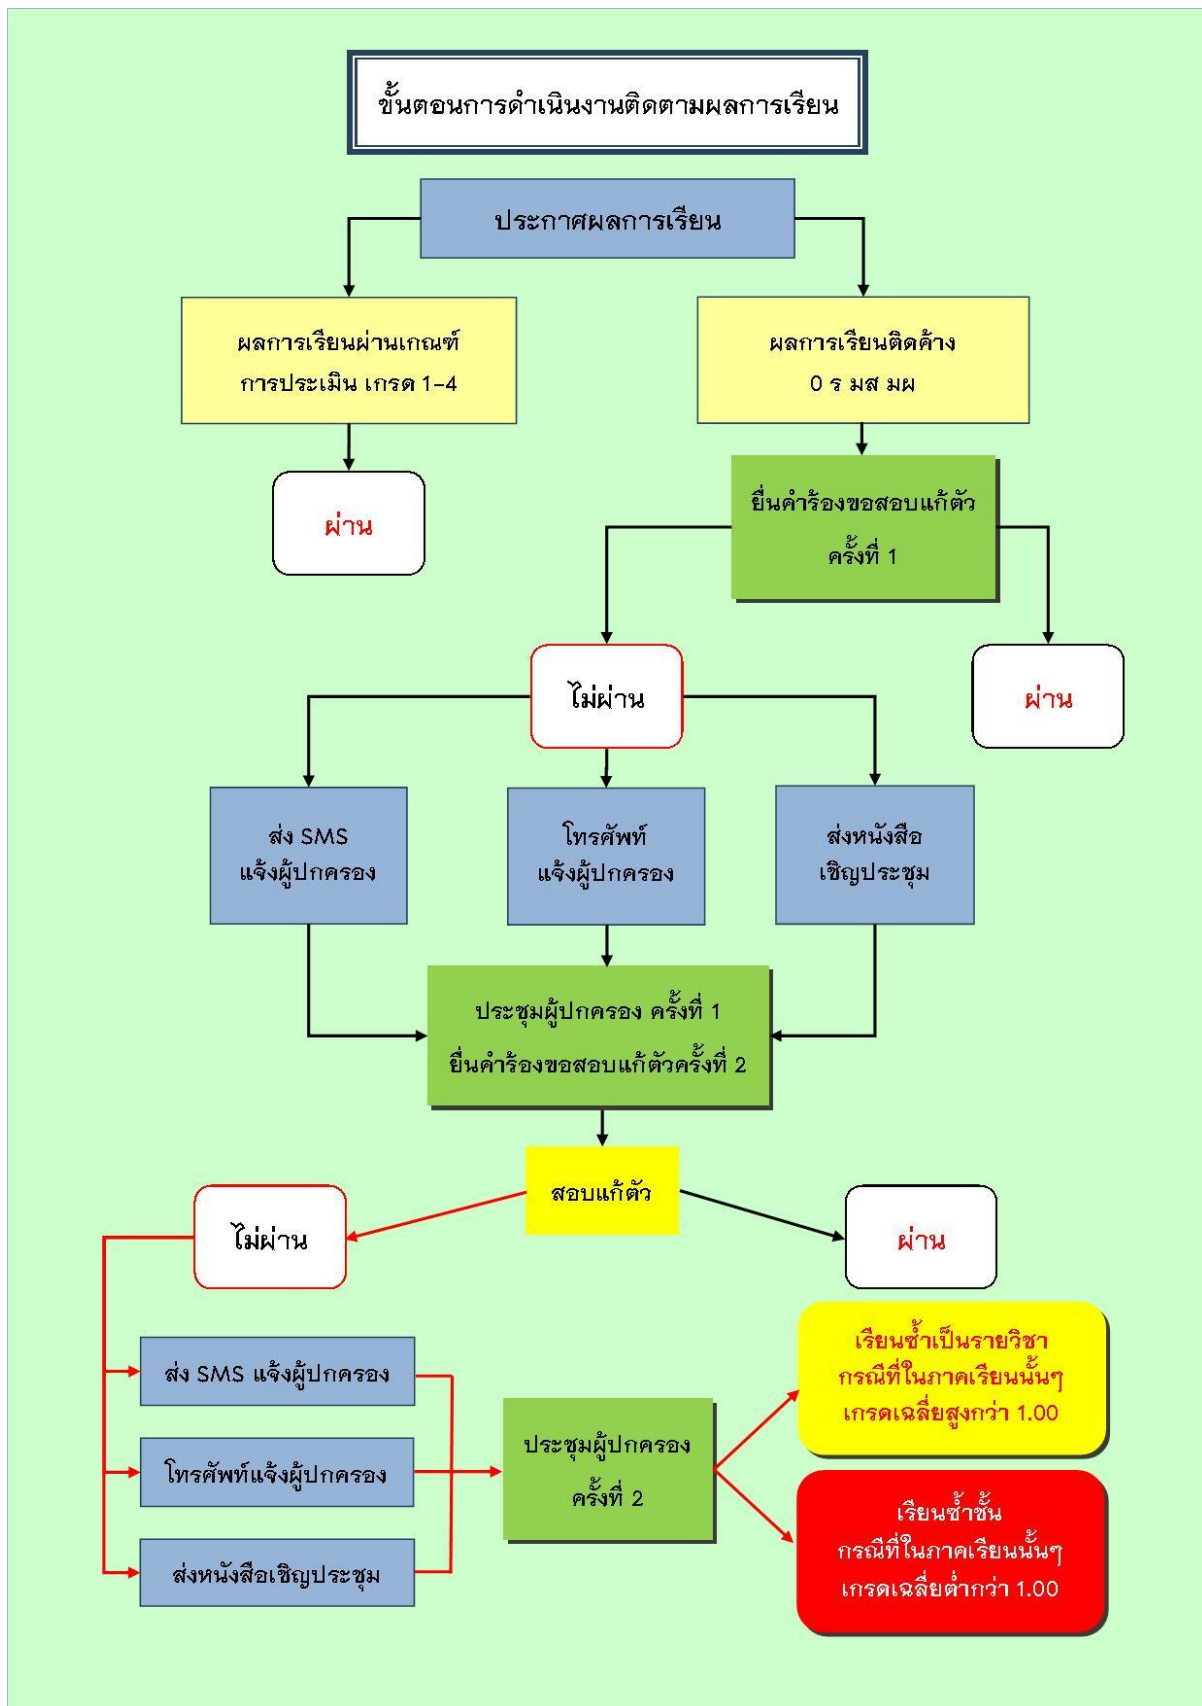 ขั้นตอนการดำเนินงานติดตามผลการเรียน
ประกาศผลการเรียน
ผลการเรียนผ่านเกณฑ์
การประเมิน เกรด 1-4
ผลการเรียนติดค้าง
0 ร มส มผ
ผ่าน
ยื่นคำร้องขอสอบแก้ตัว
ครั้งที่ 1
ไม่ผ่าน
ผ่าน
ส่ง SMS
แจ้งผู้ปกครอง
โทรศัพท์
แจ้งผู้ปกครอง
ส่งหนังสือ
เชิญประชุม
ประชุมผู้ปกครอง ครั้งที่ 1
ยื่นคำร้องขอสอบแก้ตัวครั้งที่ 2
สอบแก้ตัว
ไม่ผ่าน
ผ่าน
ส่ง SMS แจ้งผู้ปกครอง
โทรศัพท์แจ้งผู้ปกครอง
ส่งหนังสือเชิญประชุม
ประชุมผู้ปกครอง
ครั้งที่ 2
เรียนซ้ำเป็นรายวิชา
กรณีที่ในภาคเรียนนั้นๆ
เกรดเฉลี่ยสูงกว่า 1.00
เรียนซ้ำชั้น
กรณีที่ในภาคเรียนนั้นๆ
เกรดเฉลี่ยต่ำกว่า 1.00